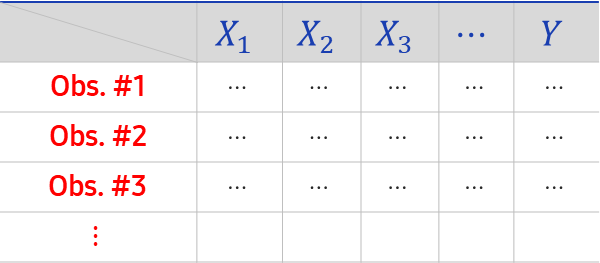 X₁ X₂ X₃ ⋯ Y
Obs. #1 ... ... ... ... ...
Obs. #2 ... ... ... ... ...
Obs. #3 ... ... ... ... ...
⋮